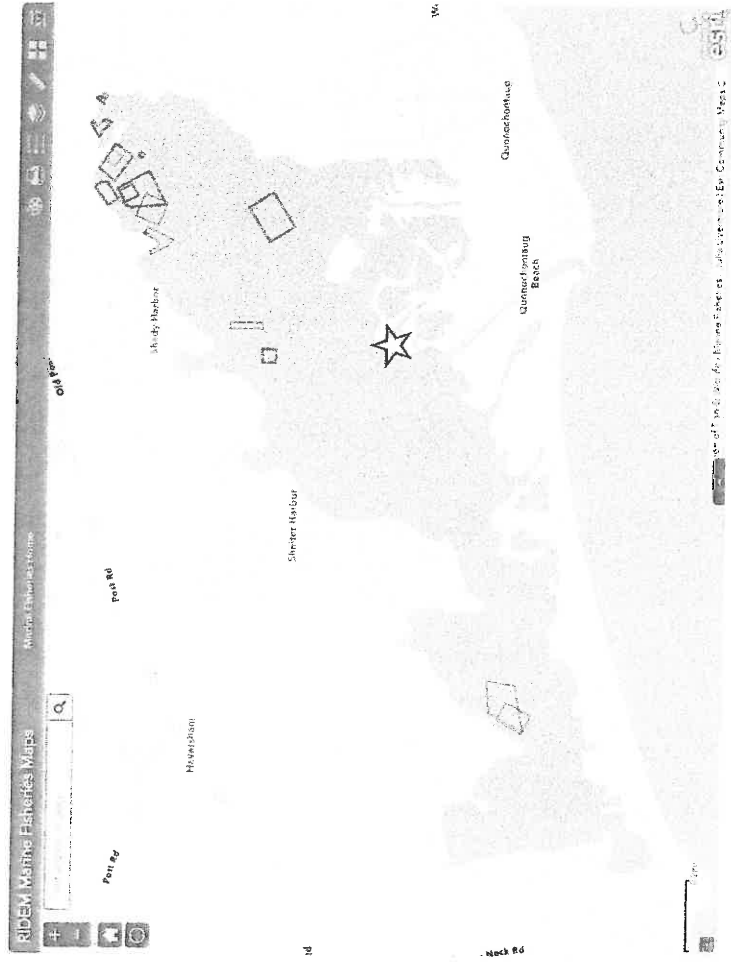 RIDEM Marine Fisheries Maps
Marine Fisheries Home
Post Rd
Post Rd
Old Post
Haversham
Shady Harbor
Shelter Harbor
Quonochontaug
Quonochontaug
Beach
Neck Rd
esri